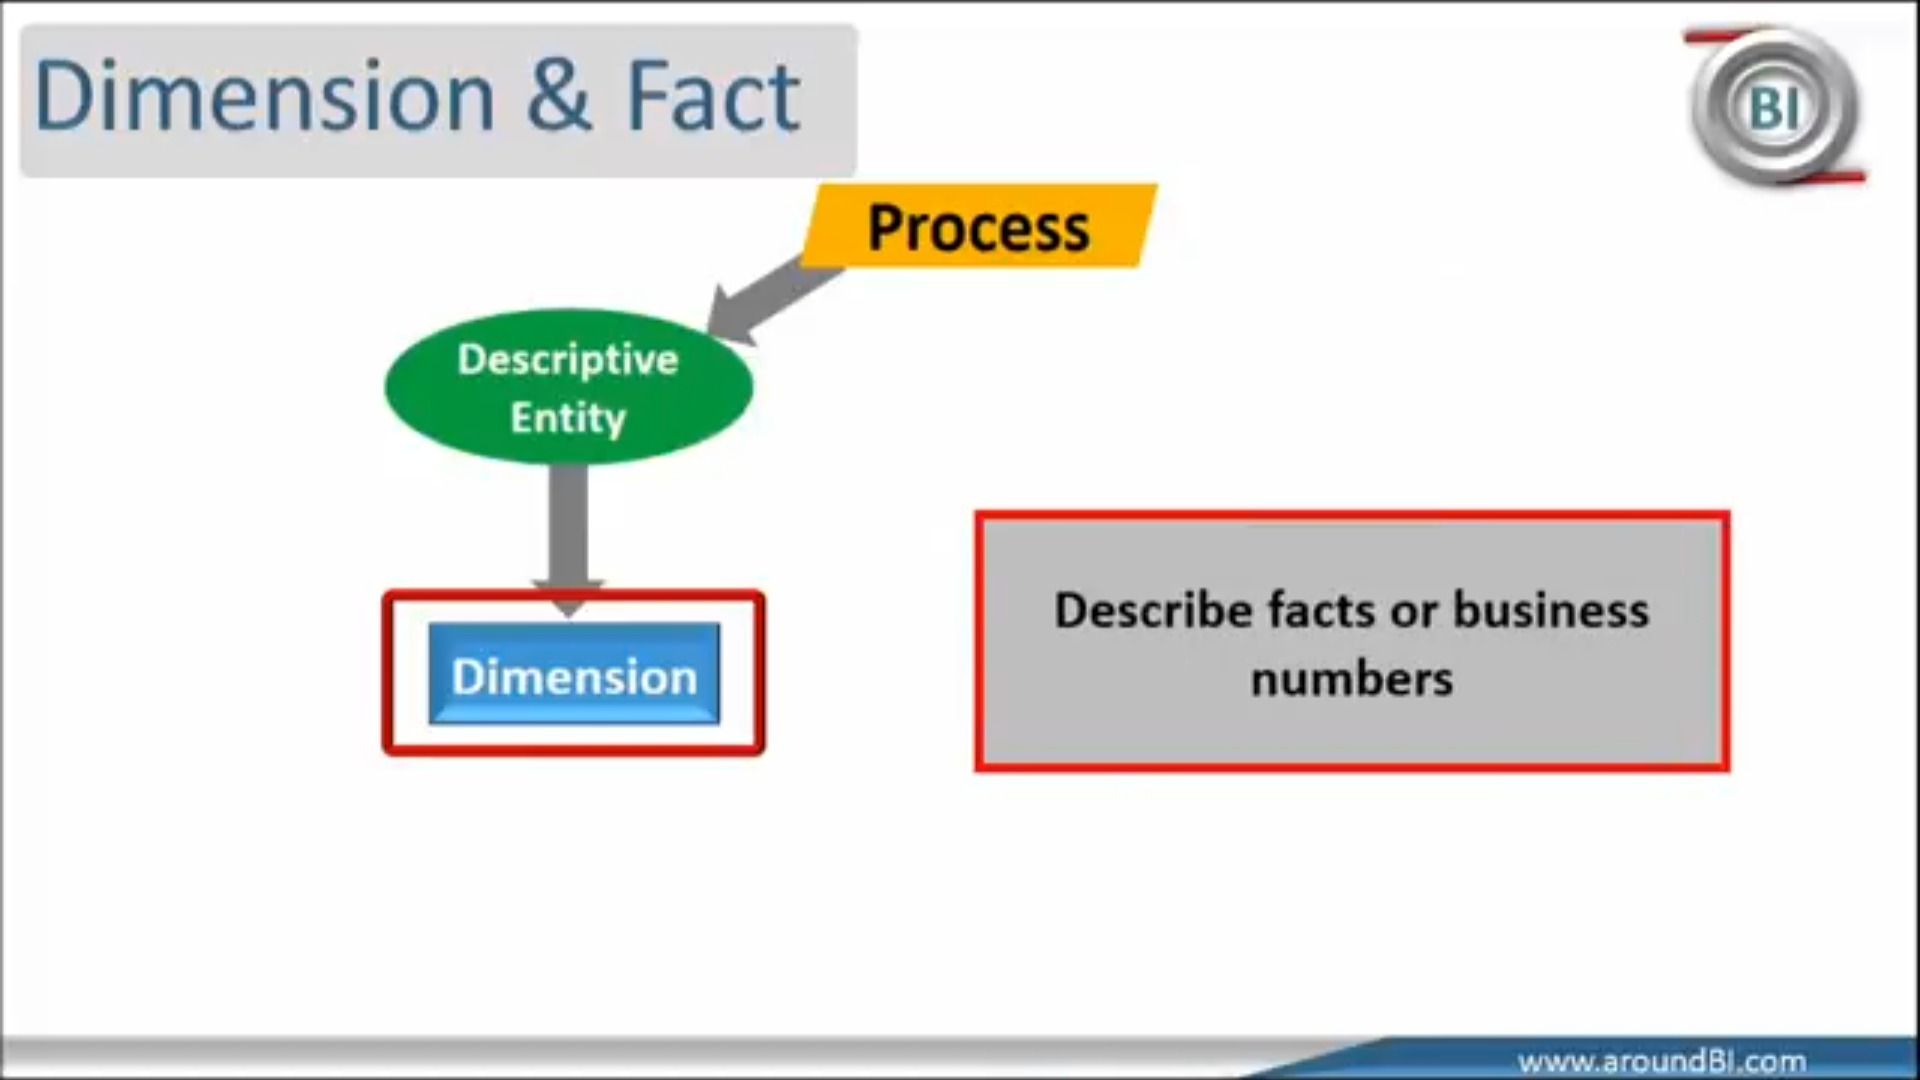 Dimension & Fact
BI
Process
Descriptive
Entity
Dimension
Describe facts or business
numbers
www.aroundBI.com